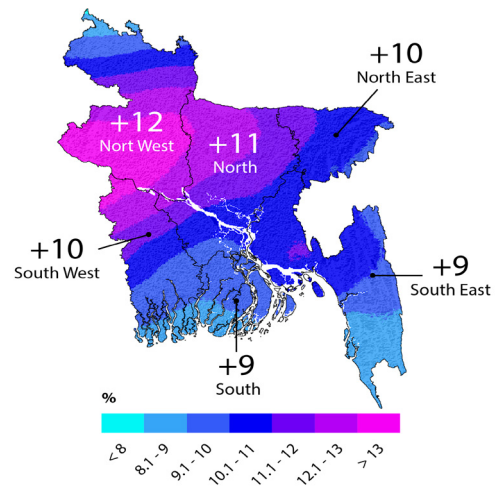 +10
North East
+12
Nort West
+11
North
+10
South West
+9
South East
+9
South
%
< 8
8.1 - 9
9.1 - 10
10.1 - 11
11.1 - 12
12.1 - 13
> 13